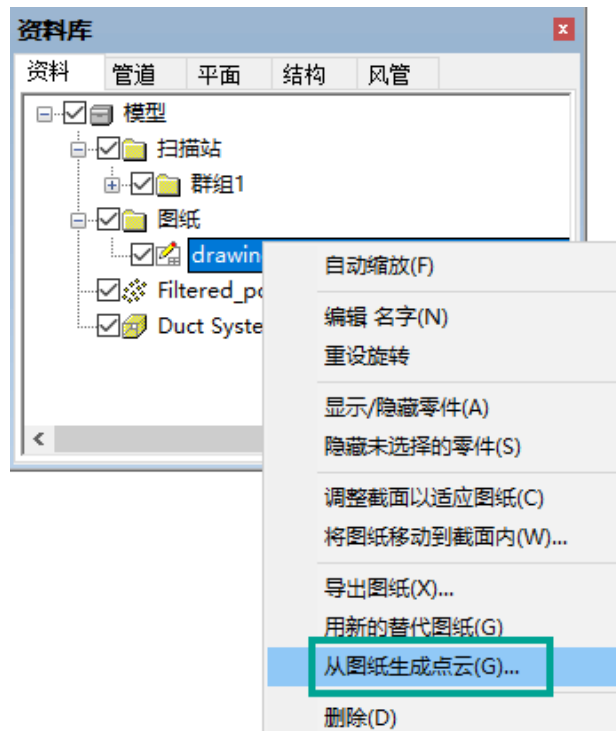 资料库
资料 管道 平面 结构 风管
模型
扫描站
群组1
图纸
drawin
Filtered_po
Duct Syste
自动缩放(F)
编辑 名字(N)
重设旋转
显示/隐藏零件(A)
隐藏未选择的零件(S)
调整截面以适应图纸(C)
将图纸移动到截面内(W)...
导出图纸(X)...
用新的替代图纸(G)
从图纸生成点云(G)...
删除(D)